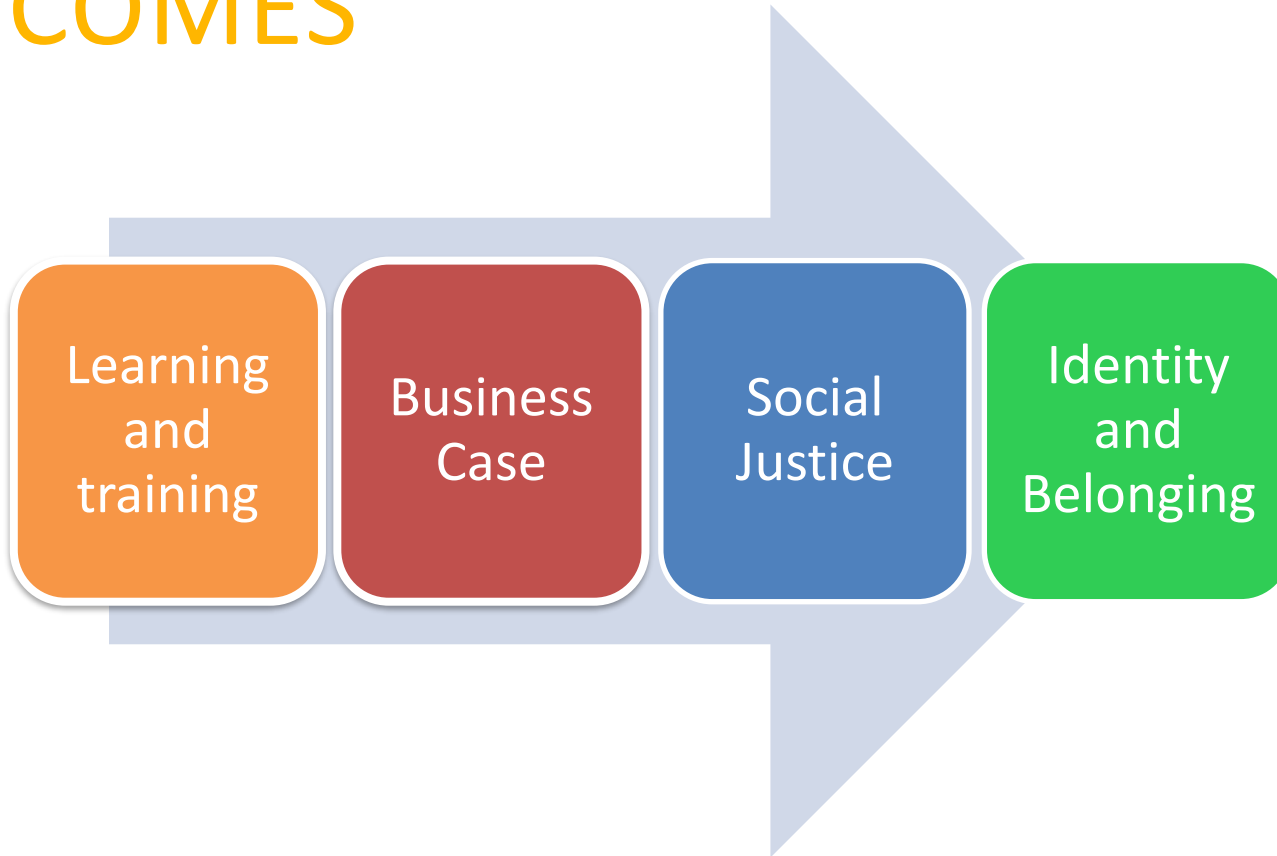 COMES
Learning
and
training
Business
Case
Social
Justice
Identity
and
Belonging